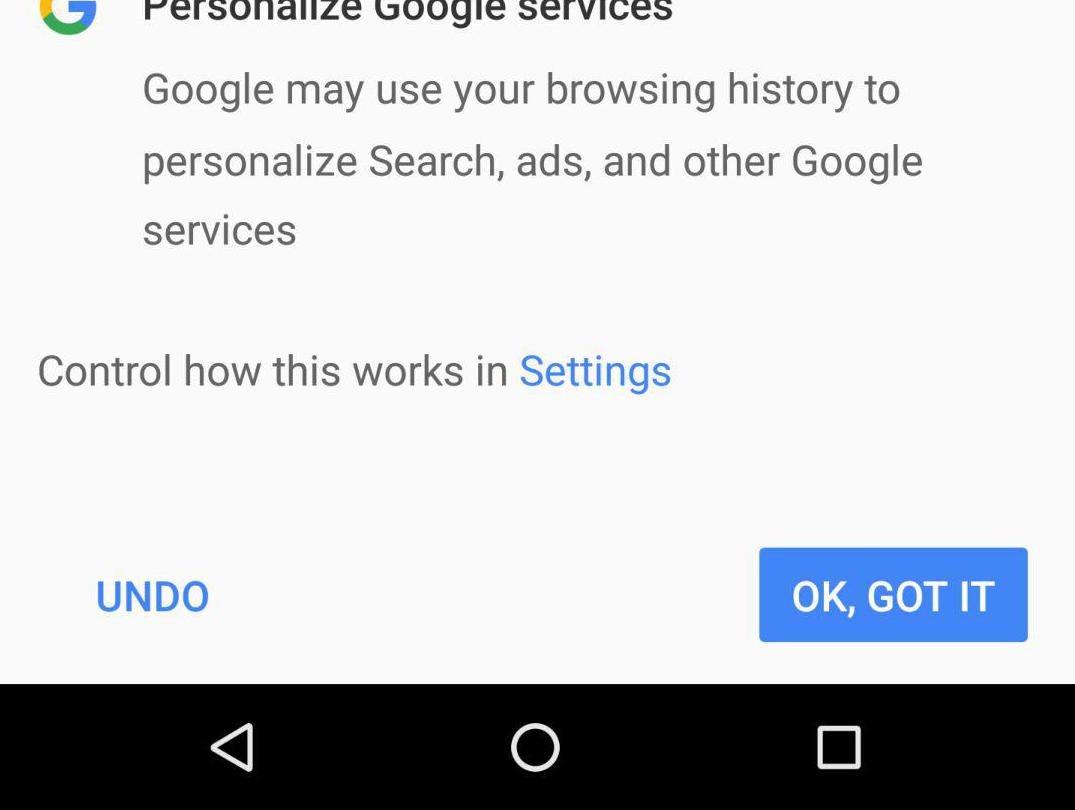 Personalize Google services
Google may use your browsing history to
personalize Search, ads, and other Google
services
Control how this works in Settings
UNDO
OK, GOT IT